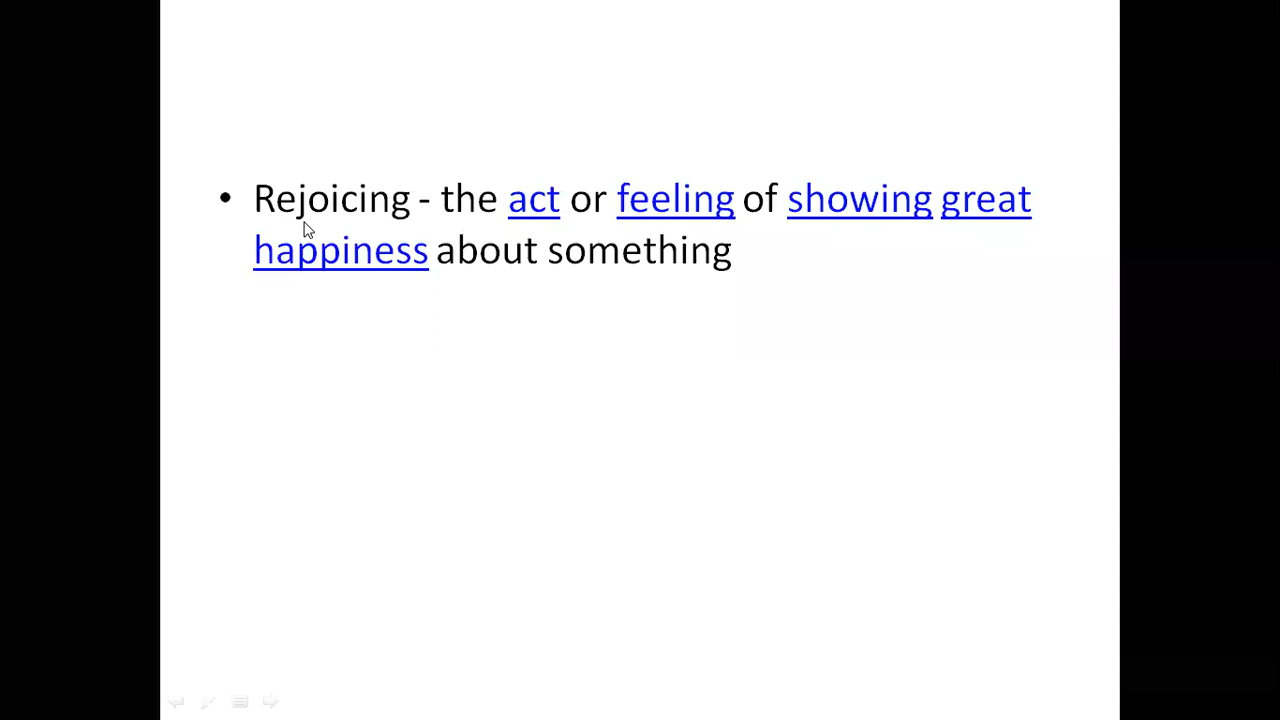 • Rejoicing - the act or feeling of showing great
happiness about something